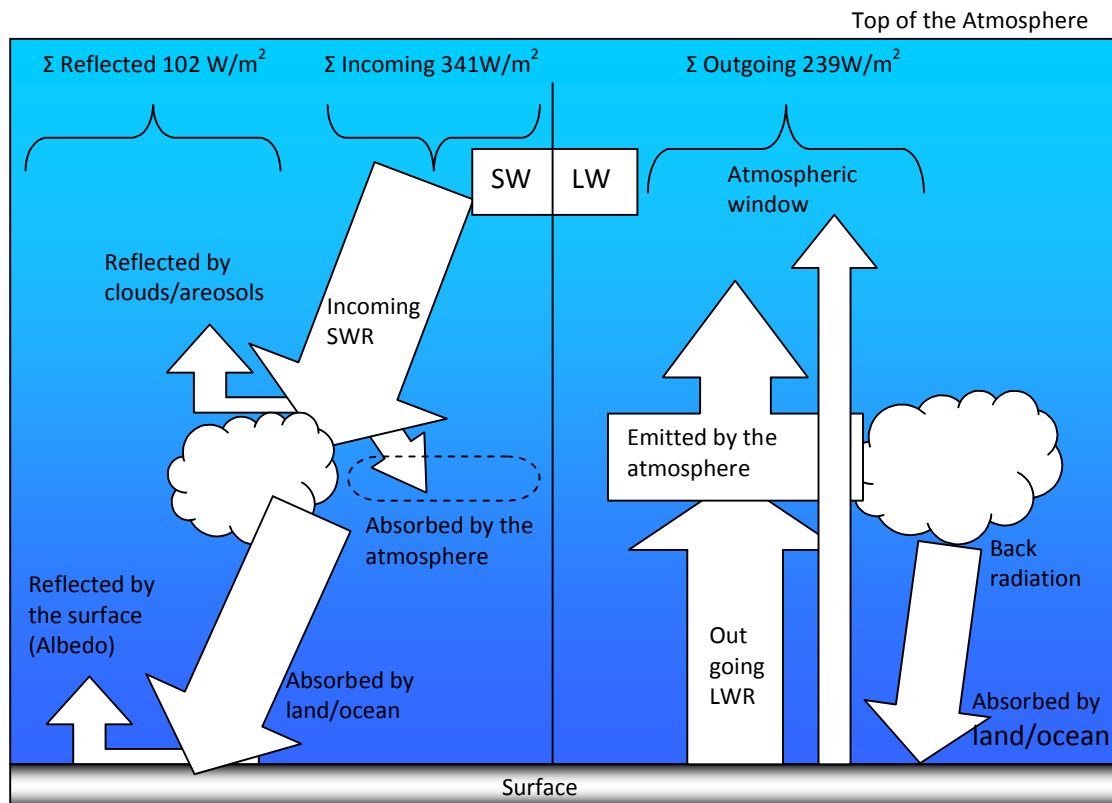 Top of the Atmosphere
Σ Reflected 102 W/m²
Σ Incoming 341W/m²
Σ Outgoing 239W/m²
SW
LW
Atmospheric
window
Reflected by
clouds/areosols
Incoming
SWR
Emitted by the
atmosphere
Absorbed by the
atmosphere
Back
radiation
Reflected by
the surface
(Albedo)
Absorbed by
land/ocean
Out
going
LWR
Absorbed by
land/ocean
Surface